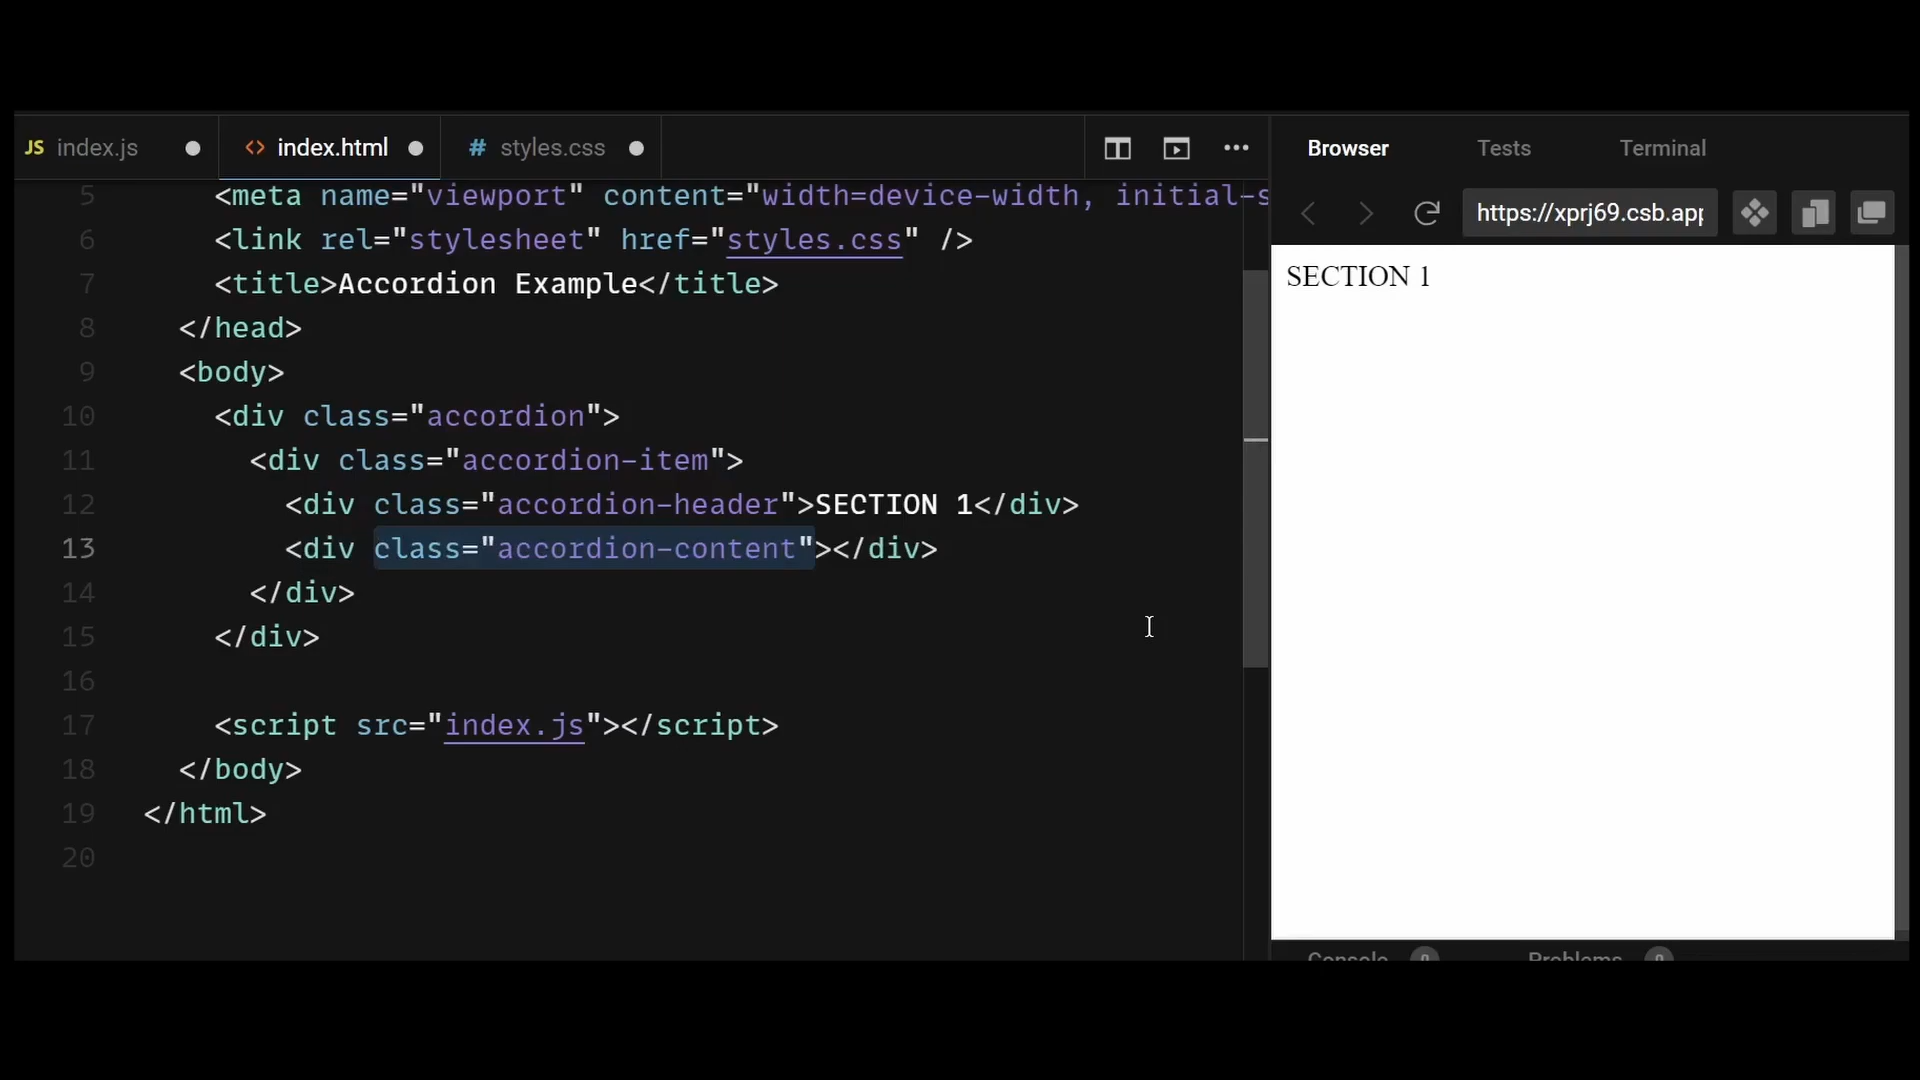 JS index.js
<> index.html
# styles.css
Browser
Tests
Terminal
https://xprj69.csb.app
5 <meta name="viewport" content="width=device-width, initial-s
6 <link rel="stylesheet" href="styles.css" />
7 <title>Accordion Example</title>
8 </head>
9 <body>
10 <div class="accordion">
11 <div class="accordion-item">
12 <div class="accordion-header">SECTION 1</div>
13 <div class="accordion-content"></div>
14 </div>
15 </div>
16
17 <script src="index.js"></script>
18 </body>
19 </html>
20
SECTION 1
Console 0
Problems 0